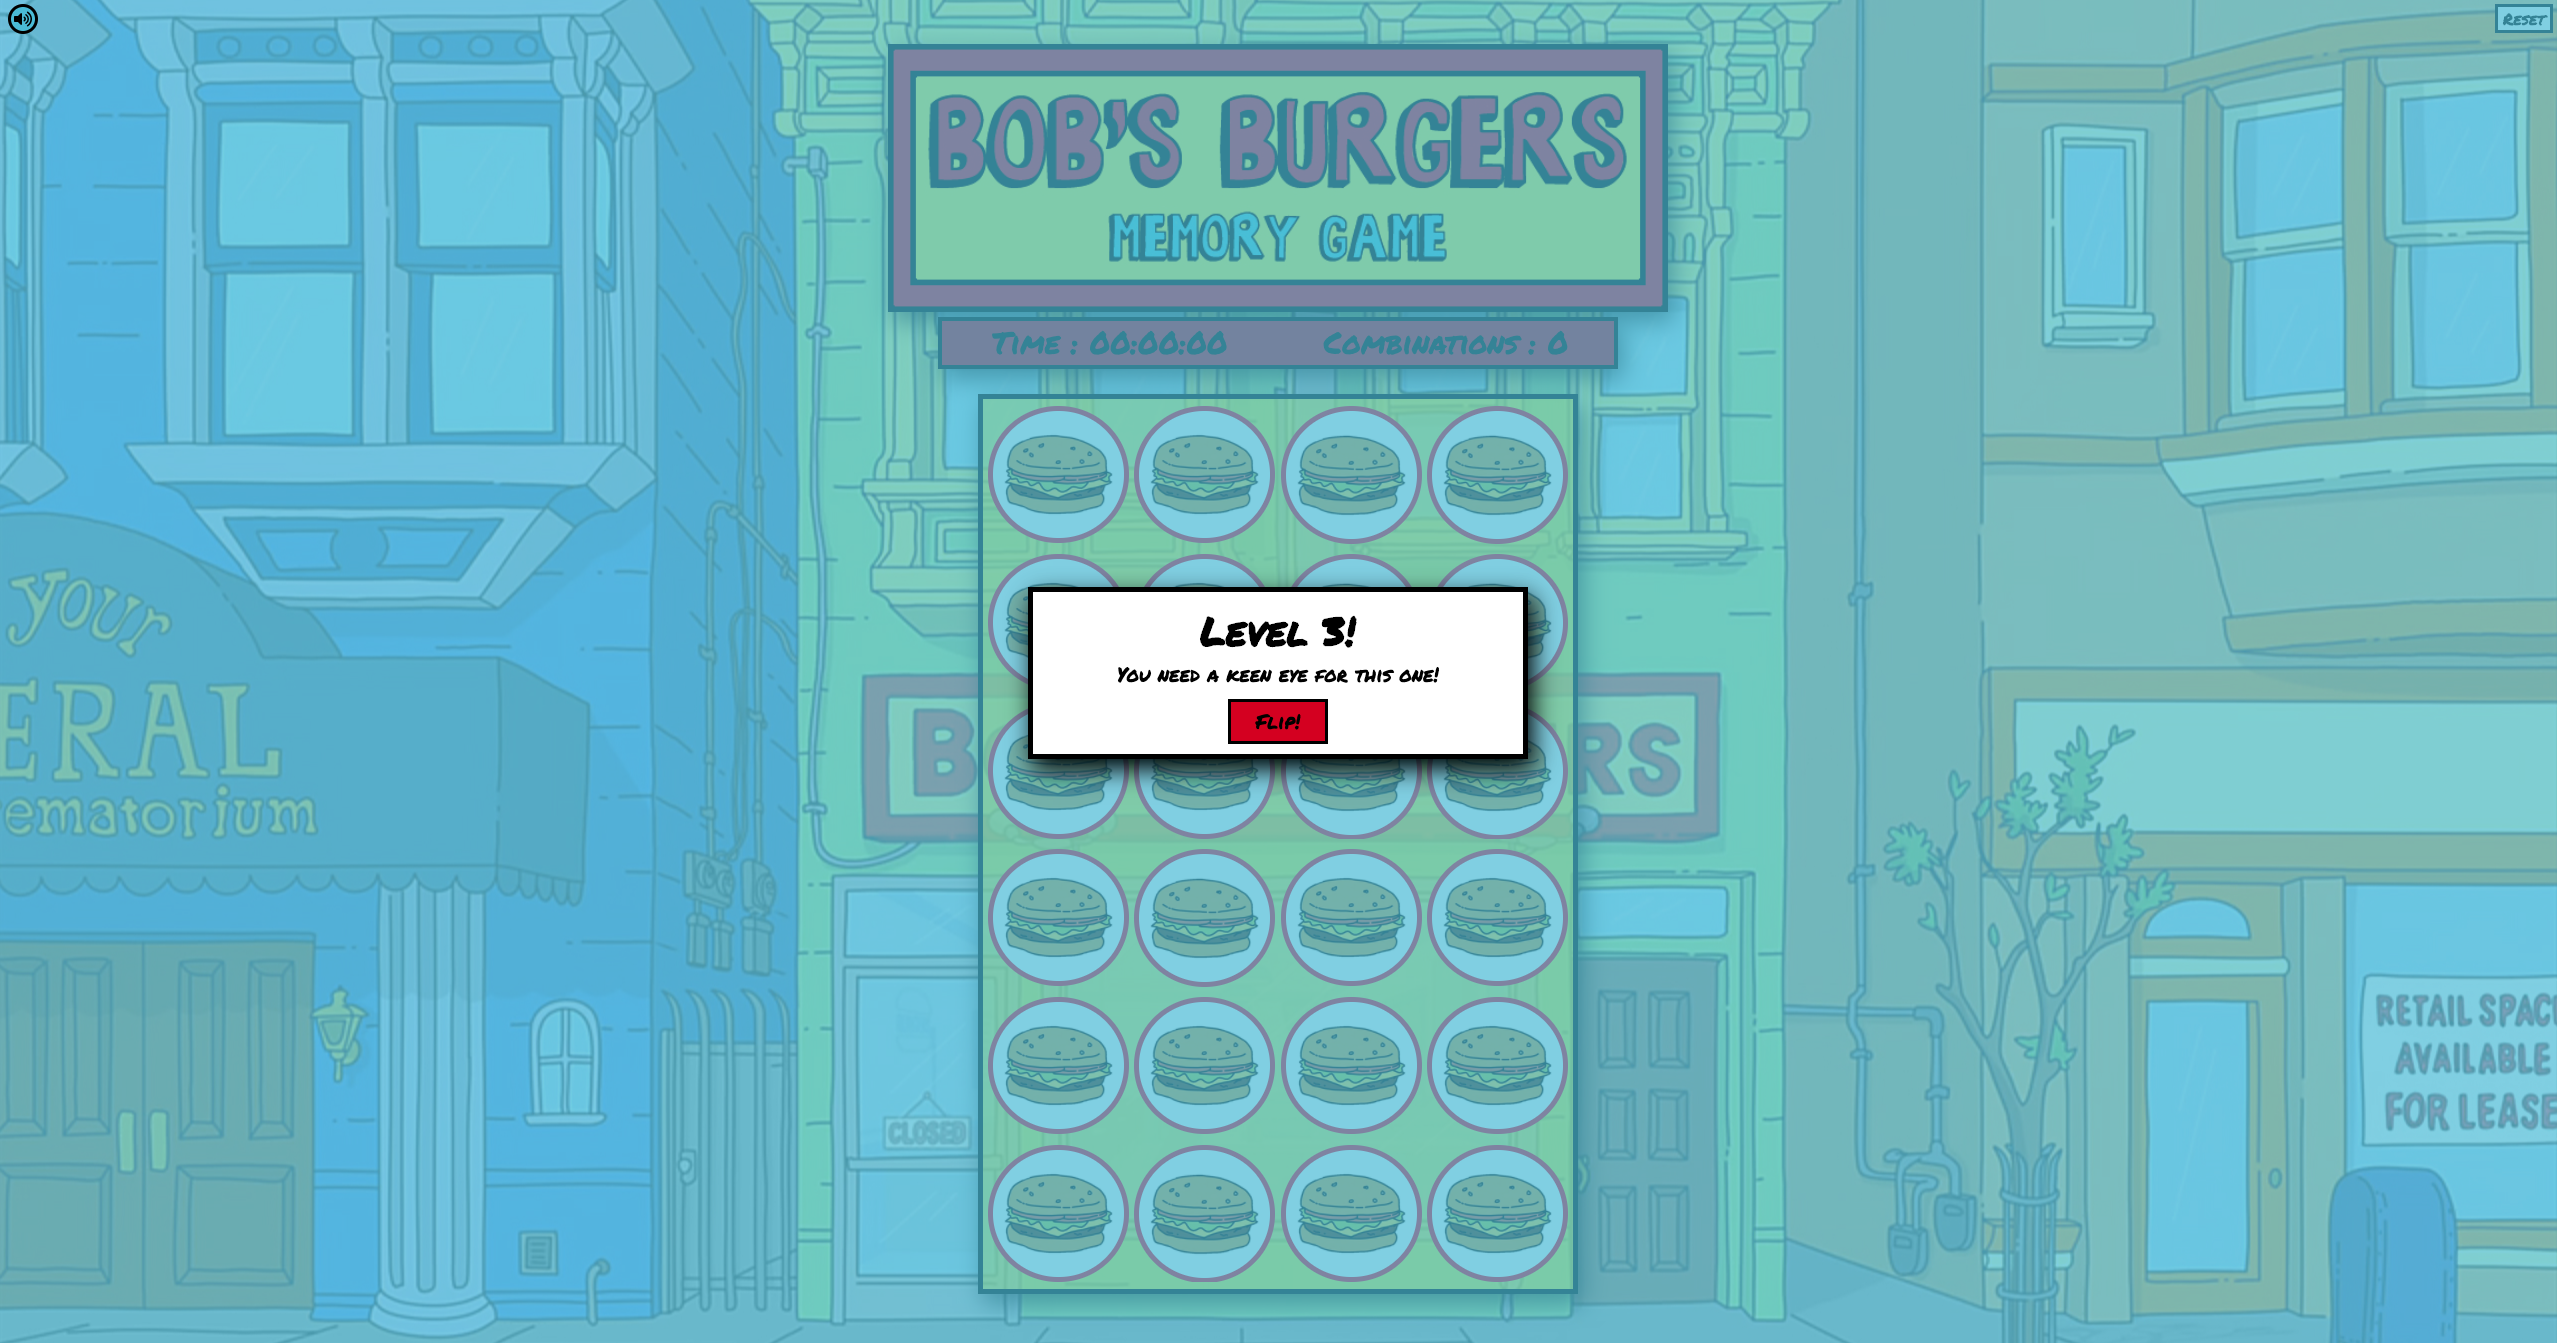 Reset
BOB'S BURGERS
MEMORY GAME
Time : 00:00:00
Combinations : 0
your
ERAL
ematorium
Level 3!
You need a keen eye for this one!
Flip!
B
RS
CLOSED
RETAIL SPAC
AVAILABLE
FOR LEASE